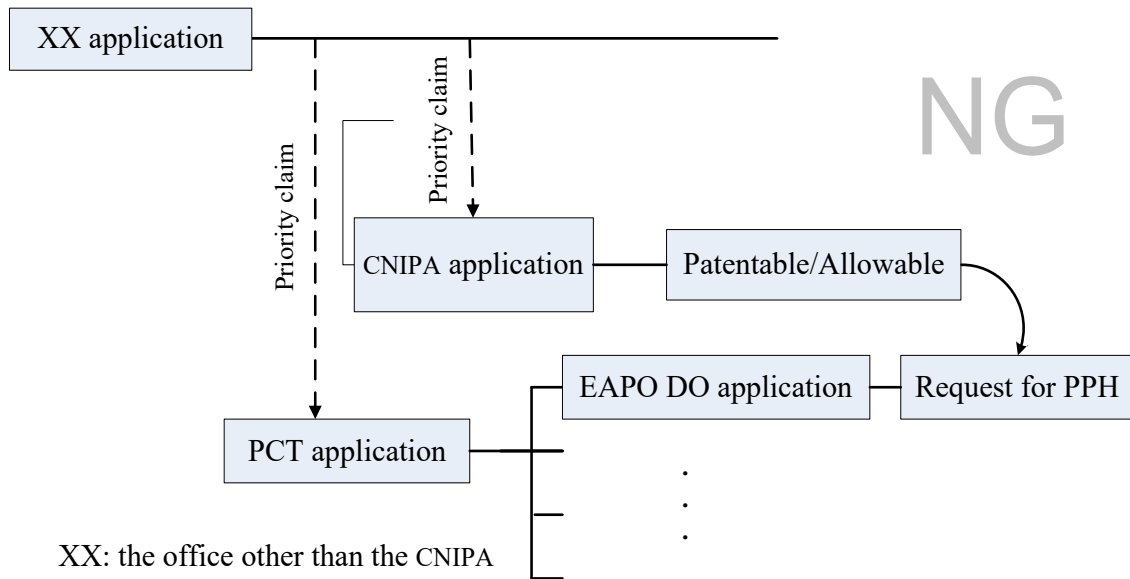 XX application
NG
Priority claim
Priority claim
CNIPA application
Patentable/Allowable
EAPO DO application
Request for PPH
PCT application
XX: the office other than the CNIPA